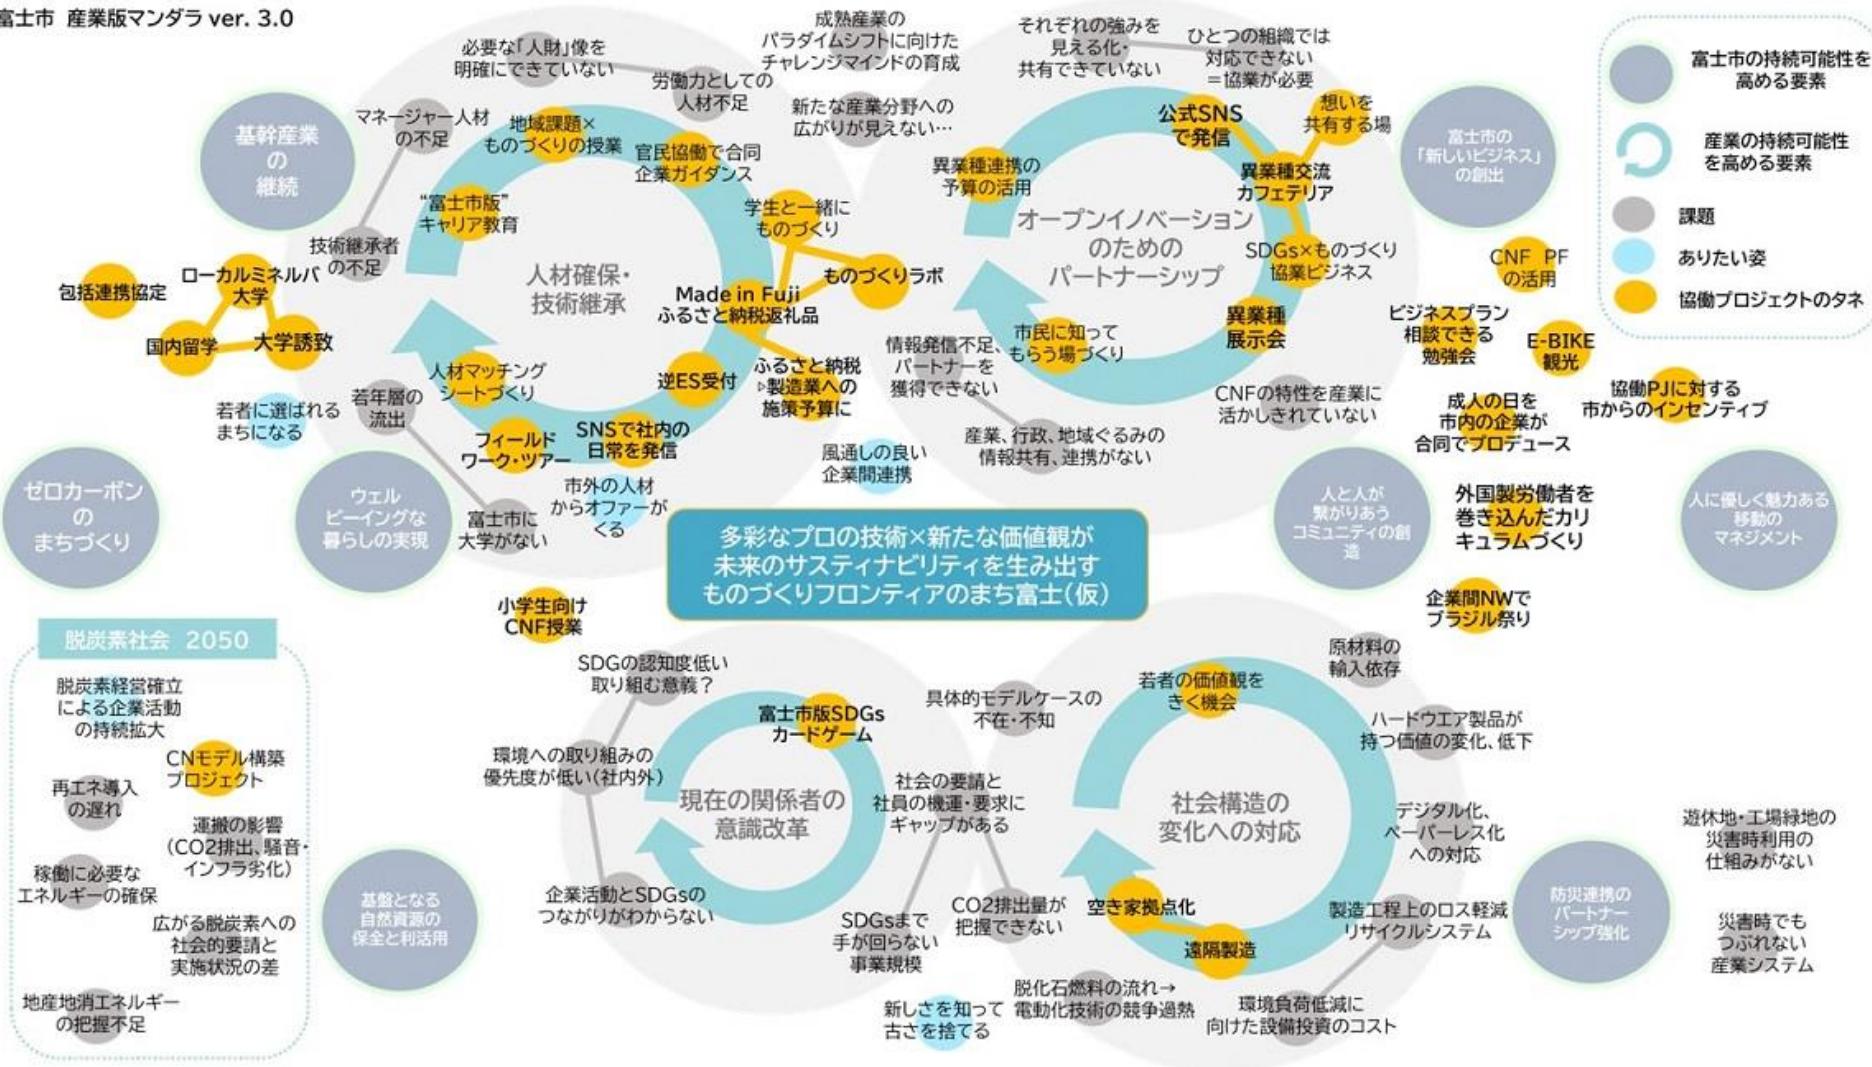 富士市 産業版マンダラ ver. 3.0
必要な「人財」像を
明確にできていない
労働力としての
人材不足
マネージャー人材
の不足
地域課題×
ものづくりの授業
官民協働で合同
企業ガイダンス
“富士市版”
キャリア教育
学生と一緒に
ものづくり
技術継承者
の不足
人材確保・
技術継承
Made in Fuji
ふるさと納税返礼品
ものづくりラボ
逆ES受付
ふるさと納税
▷製造業への
施策予算に
人材マッチング
シートづくり
若年層の
流出
フィールド
ワーク・ツアー
SNSで社内の
日常を発信
市外の人材
からオファーが
くる
富士市に
大学がない
基幹産業
の
継続
包括連携協定
ローカルミネルバ
大学
国内留学
大学誘致
若者に選ばれる
まちになる
ゼロカーボン
の
まちづくり
ウェル
ビーイングな
暮らしの実現
成熟産業の
パラダイムシフトに向けた
チャレンジマインドの育成
新たな産業分野への
広がりが見えない…
それぞれの強みを
見える化・
共有できていない
ひとつの組織では
対応できない
＝協業が必要
公式SNS
で発信
想いを
共有する場
異業種連携の
予算の活用
異業種交流
カフェテリア
オープンイノベーション
のための
パートナーシップ
SDGs×ものづくり
協業ビジネス
異業種
展示会
市民に知って
もらう場づくり
情報発信不足、
パートナーを
獲得できない
CNFの特性を産業に
活かしきれていない
産業、行政、地域ぐるみの
情報共有、連携がない
風通しの良い
企業間連携
富士市の
「新しいビジネス」
の創出
CNF PF
の活用
ビジネスプラン
相談できる
勉強会
E-BIKE
観光
協働PJに対する
市からのインセンティブ
成人の日を
市内の企業が
合同でプロデュース
人と人が
繋がりあう
コミュニティの創
造
外国製労働者を
巻き込んだカリ
キュラムづくり
人に優しく魅力ある
移動の
マネジメント
企業間NWで
ブラジル祭り
富士市の持続可能性を
高める要素
産業の持続可能性
を高める要素
課題
ありたい姿
協働プロジェクトのタネ
多彩なプロの技術×新たな価値観が
未来のサスティナビリティを生み出す
ものづくりフロンティアのまち富士（仮）
小学生向け
CNF授業
脱炭素社会 2050
脱炭素経営確立
による企業活動
の持続拡大
CNモデル構築
プロジェクト
再エネ導入
の遅れ
運搬の影響
（CO2排出、騒音・
インフラ劣化）
稼働に必要な
エネルギーの確保
広がる脱炭素への
社会的要請と
実施状況の差
地産地消エネルギー
の把握不足
基盤となる
自然資源の
保全と利活用
SDGの認知度低い
取り組む意義？
富士市版SDGs
カードゲーム
環境への取り組みの
優先度が低い（社内外）
現在の関係者の
意識改革
企業活動とSDGsの
つながりがわからない
具体的モデルケースの
不在・不知
社会の要請と
社員の機運・要求に
ギャップがある
SDGsまで
手が回らない
事業規模
CO2排出量が
把握できない
新しさを知って
古さを捨てる
若者の価値観を
きく機会
原材料の
輸入依存
ハードウエア製品が
持つ価値の変化、低下
社会構造の
変化への対応
デジタル化、
ペーパーレス化
への対応
空き家拠点化
遠隔製造
製造工程上のロス軽減
リサイクルシステム
脱化石燃料の流れ→
電動化技術の競争過熱
環境負荷低減に
向けた設備投資のコスト
防災連携の
パートナー
シップ強化
遊休地・工場緑地の
災害時利用の
仕組みがない
災害時でも
つぶれない
産業システム